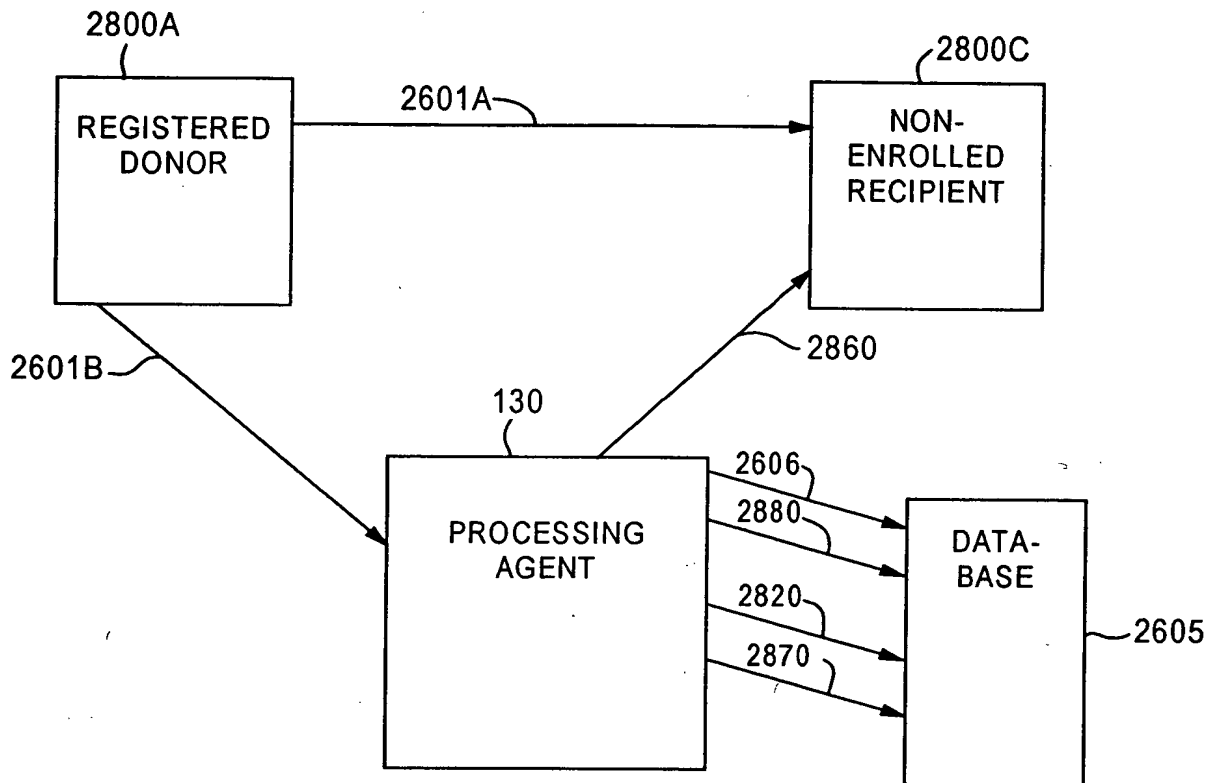 2800A
REGISTERED
DONOR
2601A
2800C
NON-
ENROLLED
RECIPIENT
2601B
2860
130
PROCESSING
AGENT
2606
2880
2820
2870
DATA-
BASE
2605